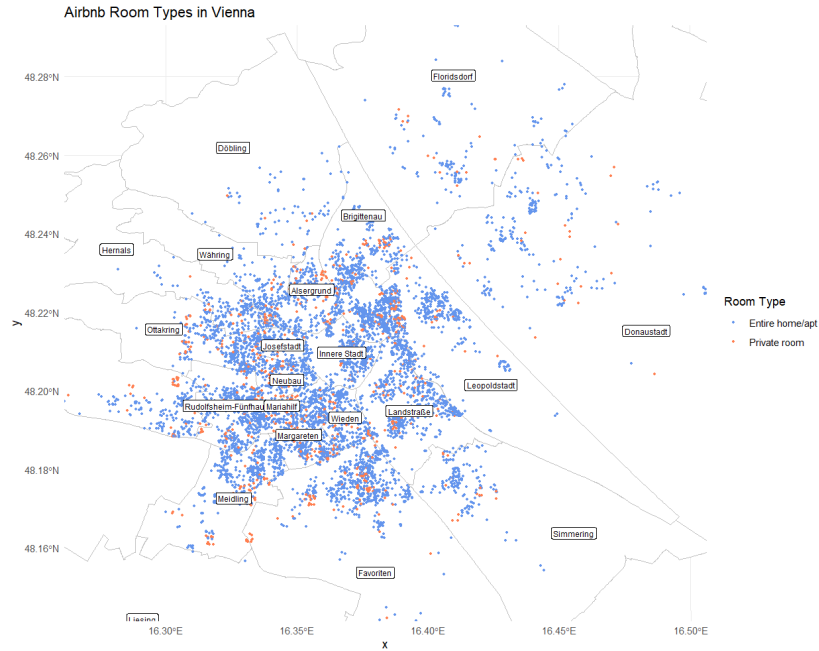 Airbnb Room Types in Vienna
48.28°N
48.26°N
48.24°N
48.22°N
48.20°N
48.18°N
48.16°N
y
Floridsdorf
Döbling
Brigittenau
Hernals
Währing
Alsergrund
Ottakring
Donaustadt
Josefstadt
Innere Stadt
Neubau
Leopoldstadt
Rudolfsheim-Fünfhau
Mariahilf
Landstraße
Wieden
Margareten
Meidling
Simmering
Favoriten
Liesing
16.30°E
16.35°E
16.40°E
16.45°E
16.50°E
x
Room Type
Entire home/apt
Private room